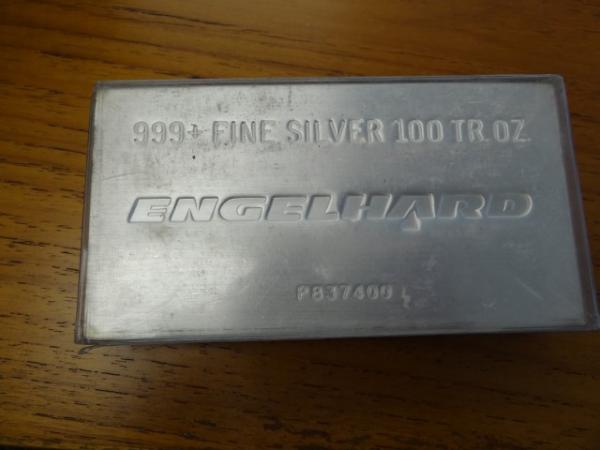 999+ FINE SILVER 100 TR. OZ.
ENGELHARD
P837400